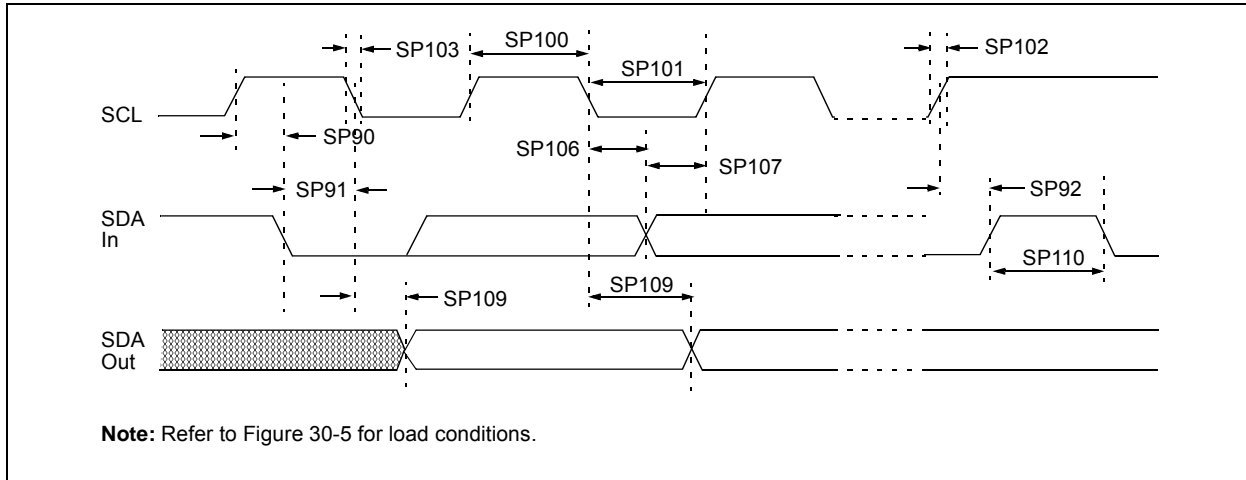 SP103
SP100
SP101
SP102
SCL
SP90
SP106
SP107
SP91
SP92
SDA
In
SP110
SP109
SP109
SDA
Out
Note: Refer to Figure 30-5 for load conditions.